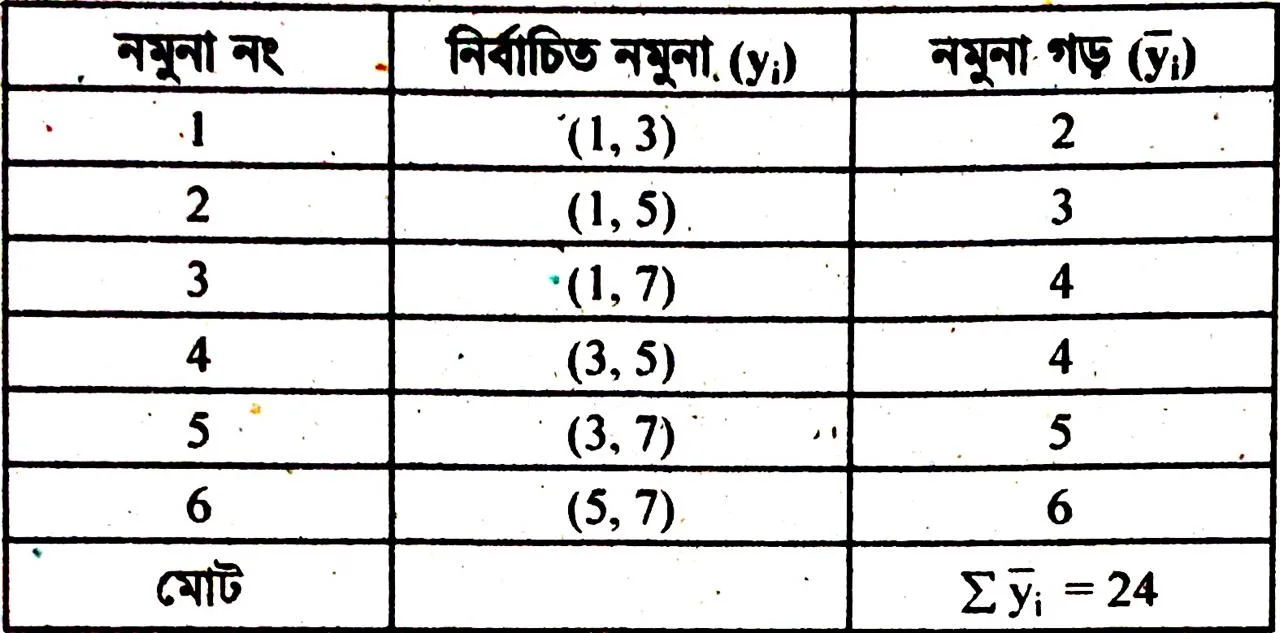 নমুনা নং নির্বাচিত নমুনা (yᵢ) নমুনা গড় (ȳᵢ)
1 (1, 3) 2
2 (1, 5) 3
3 (1, 7) 4
4 (3, 5) 4
5 (3, 7) 5
6 (5, 7) 6
মোট ∑ ȳᵢ = 24